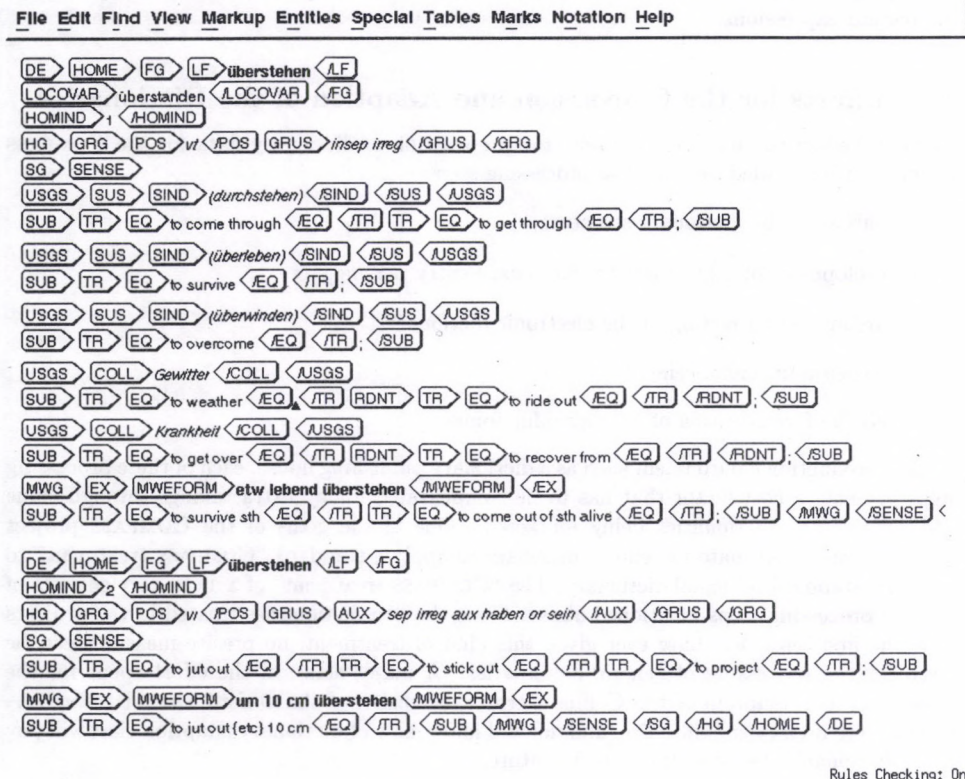 File Edit Find View Markup Entities Special Tables Marks Notation Help
DE HOME FG LF überstehen /LF
LOCOVAR überstanden /LOCOVAR /FG
HOMIND 1 /HOMIND
HG GRG POS vt /POS GRUS insep irreg /GRUS /GRG
SG SENSE
USGS SUS SIND (durchstehen) /SIND /SUS /USGS
SUB TR EQ to come through /EQ /TR TR EQ to get through /EQ /TR ; /SUB
USGS SUS SIND (überleben) /SIND /SUS /USGS
SUB TR EQ to survive /EQ /TR ; /SUB
USGS SUS SIND (überwinden) /SIND /SUS /USGS
SUB TR EQ to overcome /EQ /TR ; /SUB
USGS COLL Gewitter /COLL /USGS
SUB TR EQ to weather /EQ /TR RDNT TR EQ to ride out /EQ /TR /RDNT ; /SUB
USGS COLL Krankheit /COLL /USGS
SUB TR EQ to get over /EQ /TR RDNT TR EQ to recover from /EQ /TR /RDNT ; /SUB
MWG EX MWEFORM etw lebend überstehen /MWEFORM /EX
SUB TR EQ to survive sth /EQ /TR TR EQ to come out of sth alive /EQ /TR ; /SUB /MWG /SENSE <
DE HOME FG LF überstehen /LF /FG
HOMIND 2 /HOMIND
HG GRG POS vi /POS GRUS AUX sep irreg aux haben or sein /AUX /GRUS /GRG
SG SENSE
SUB TR EQ to jut out /EQ /TR TR EQ to stick out /EQ /TR TR EQ to project /EQ /TR ; /SUB
MWG EX MWEFORM um 10 cm überstehen /MWEFORM /EX
SUB TR EQ to jut out {etc} 10 cm /EQ /TR ; /SUB /MWG /SENSE /SG /HG /HOME /DE
Rules Checking: On